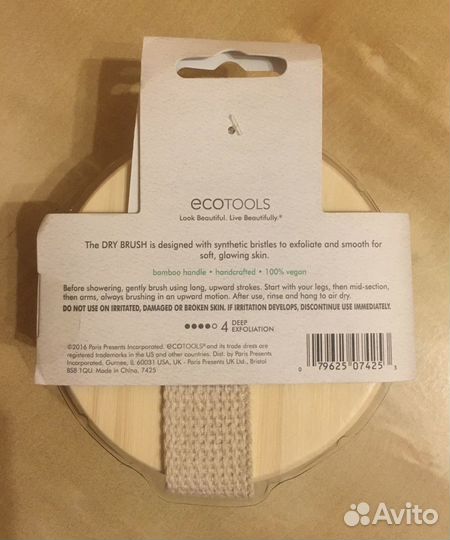 ecoTOOLS
Look Beautiful. Live Beautifully.®
The DRY BRUSH is designed with synthetic bristles to exfoliate and smooth for
soft, glowing skin.
bamboo handle • handcrafted • 100% vegan
Before showering, gently brush using long, upward strokes. Start with your legs, then mid-section,
then arms, always brushing in an upward motion. After use, rinse and hang to air dry.
DO NOT USE ON IRRITATED, DAMAGED OR BROKEN SKIN. IF IRRITATION DEVELOPS, DISCONTINUE USE IMMEDIATELY.
4 DEEP
EXFOLIATION
©2016 Paris Presents Incorporated. ecoTOOLS® and its trade dress are
registered trademarks in the US and other countries. Dist. by Paris Presents
Incorporated, Gurnee, IL 60031 USA, UK - Paris Presents UK Ltd., Bristol
BS8 1QU. Made in China. 7425
0 79625 07425 3
Avito